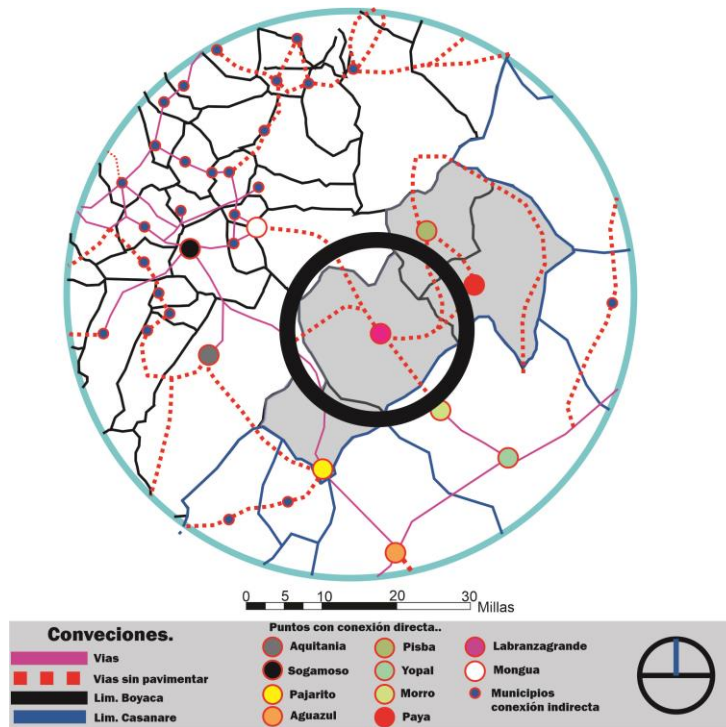 0 5 10 20 30
Millas
Conveciones.
Vias
Vias sin pavimentar
Lim. Boyaca
Lim. Casanare
Puntos con conexión directa..
Aquitania
Sogamoso
Pajarito
Aguazul
Pisba
Yopal
Morro
Paya
Labranzagrande
Mongua
Municipios
conexión indirecta